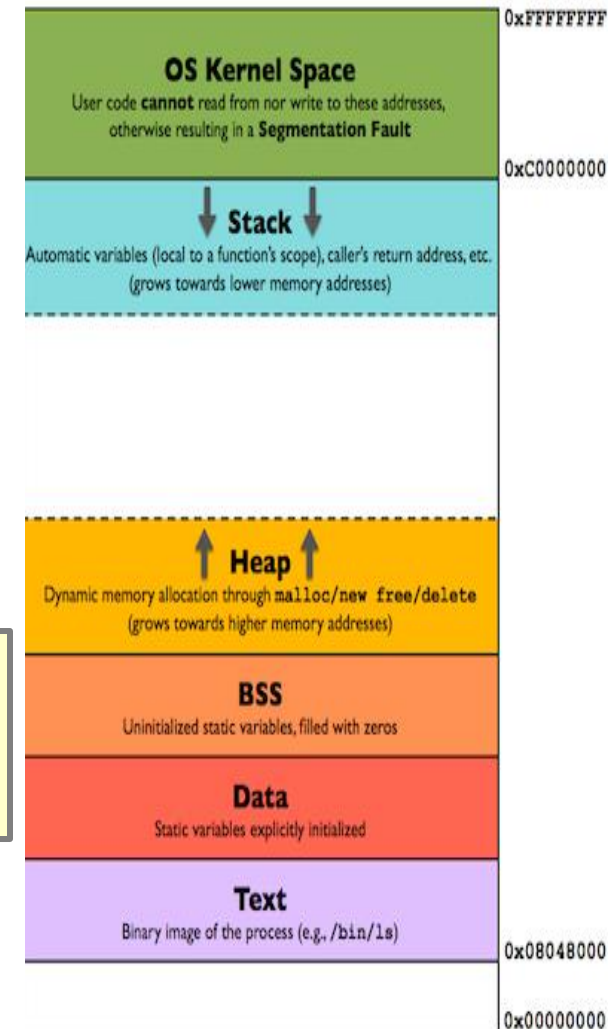 0xFFFFFFFF
OS Kernel Space
User code cannot read from nor write to these addresses,
otherwise resulting in a Segmentation Fault
0xC0000000
Stack
Automatic variables (local to a function's scope), caller's return address, etc.
(grows towards lower memory addresses)
Heap
Dynamic memory allocation through malloc/new free/delete
(grows towards higher memory addresses)
BSS
Uninitialized static variables, filled with zeros
Data
Static variables explicitly initialized
Text
Binary image of the process (e.g., /bin/ls)
0x08048000
0x00000000